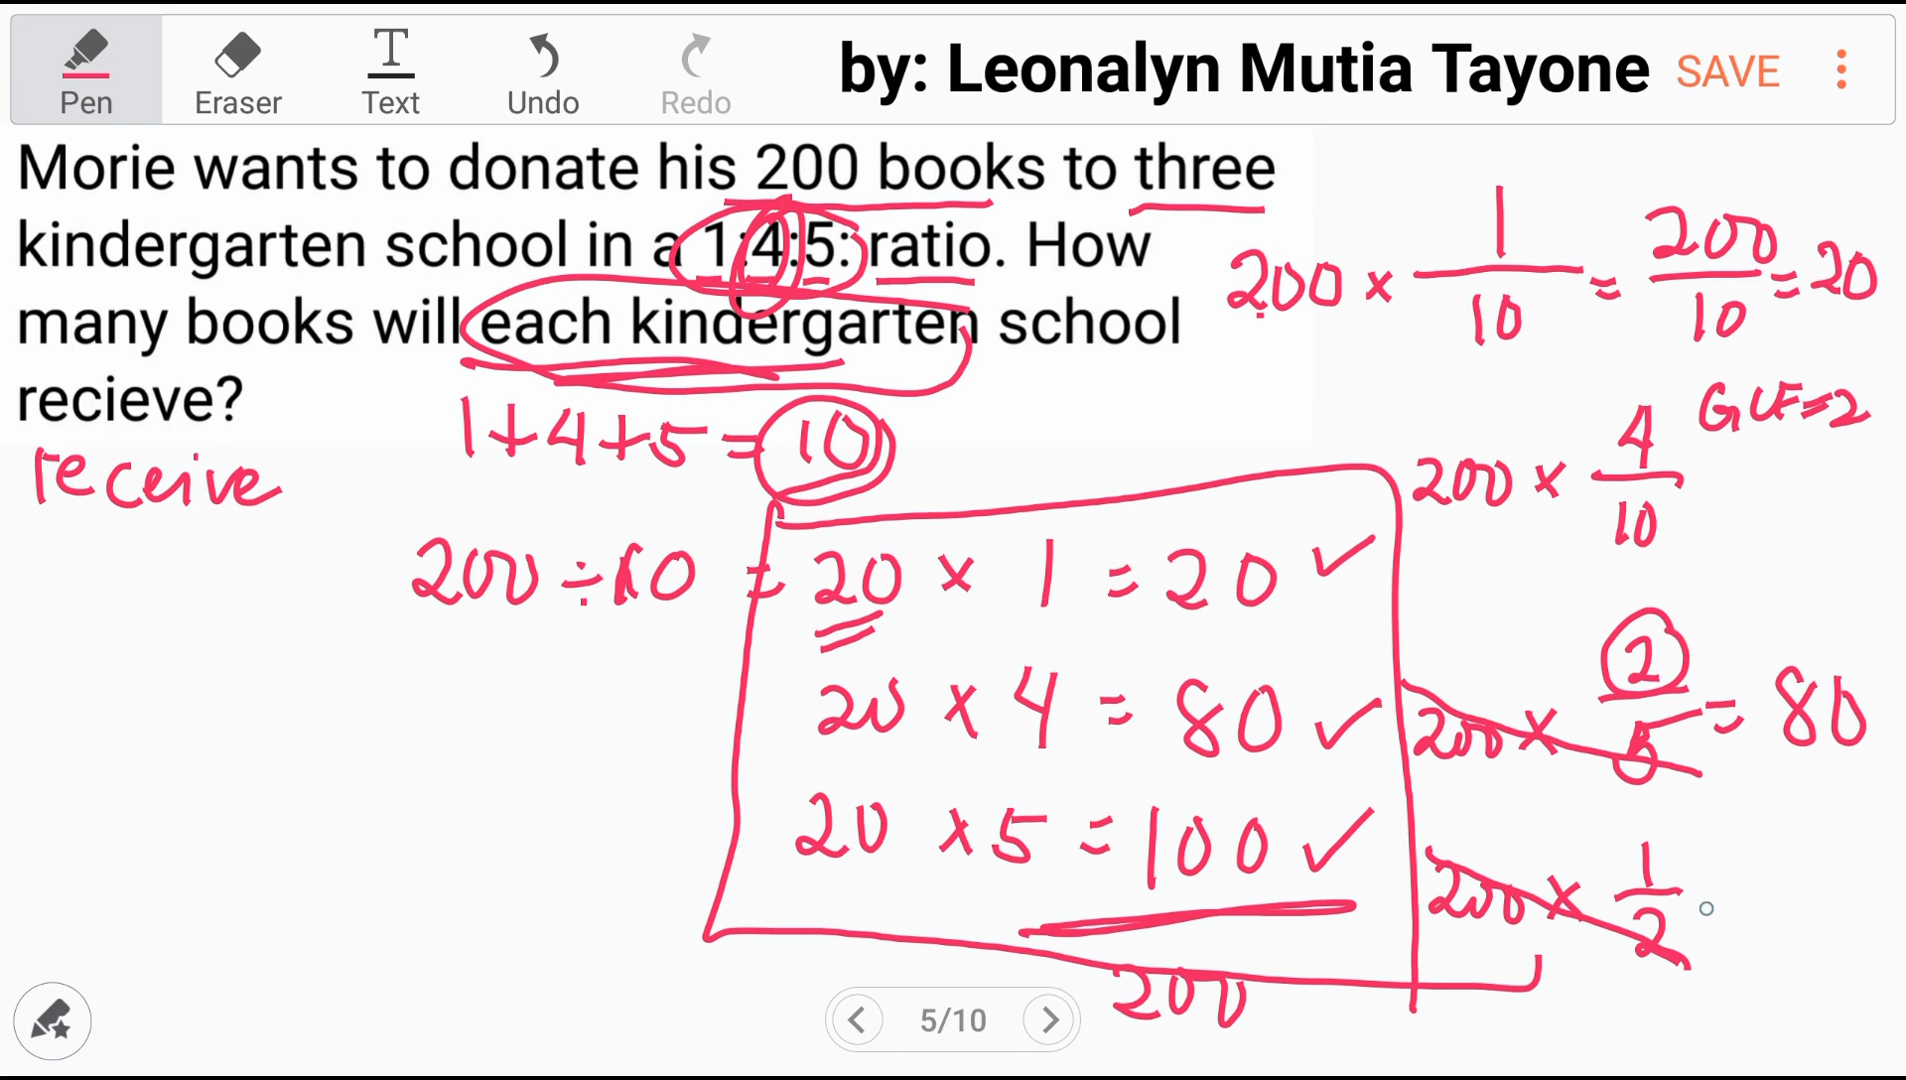 Pen Eraser Text Undo Redo by: Leonalyn Mutia Tayone SAVE
Morie wants to donate his 200 books to three
kindergarten school in a 1:4:5: ratio. How
many books will each kindergarten school
recieve?
receive
1+4+5=10
200÷10 = 20 × 1 = 20 ✓
20 × 4 = 80 ✓
20 × 5 = 100 ✓
200
200 × 1/10 = 200/10 = 20
GCF=2
200 × 4/10
200 × 2/5 = 80
200 × 1/2
5/10